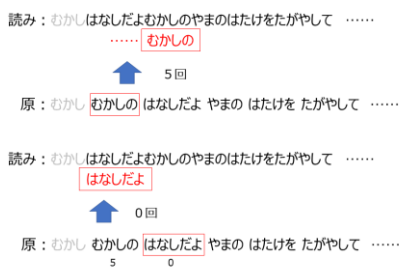 読み：むかしはなしだよむかしのやまのはたけをたがやして　……
……　むかしの
5回
原：むかし むかしの はなしだよ やまの はたけを たがやして　……
読み：むかしはなしだよむかしのやまのはたけをたがやして　……
はなしだよ
0回
原：むかし むかしの はなしだよ やまの はたけを たがやして　……
5　0